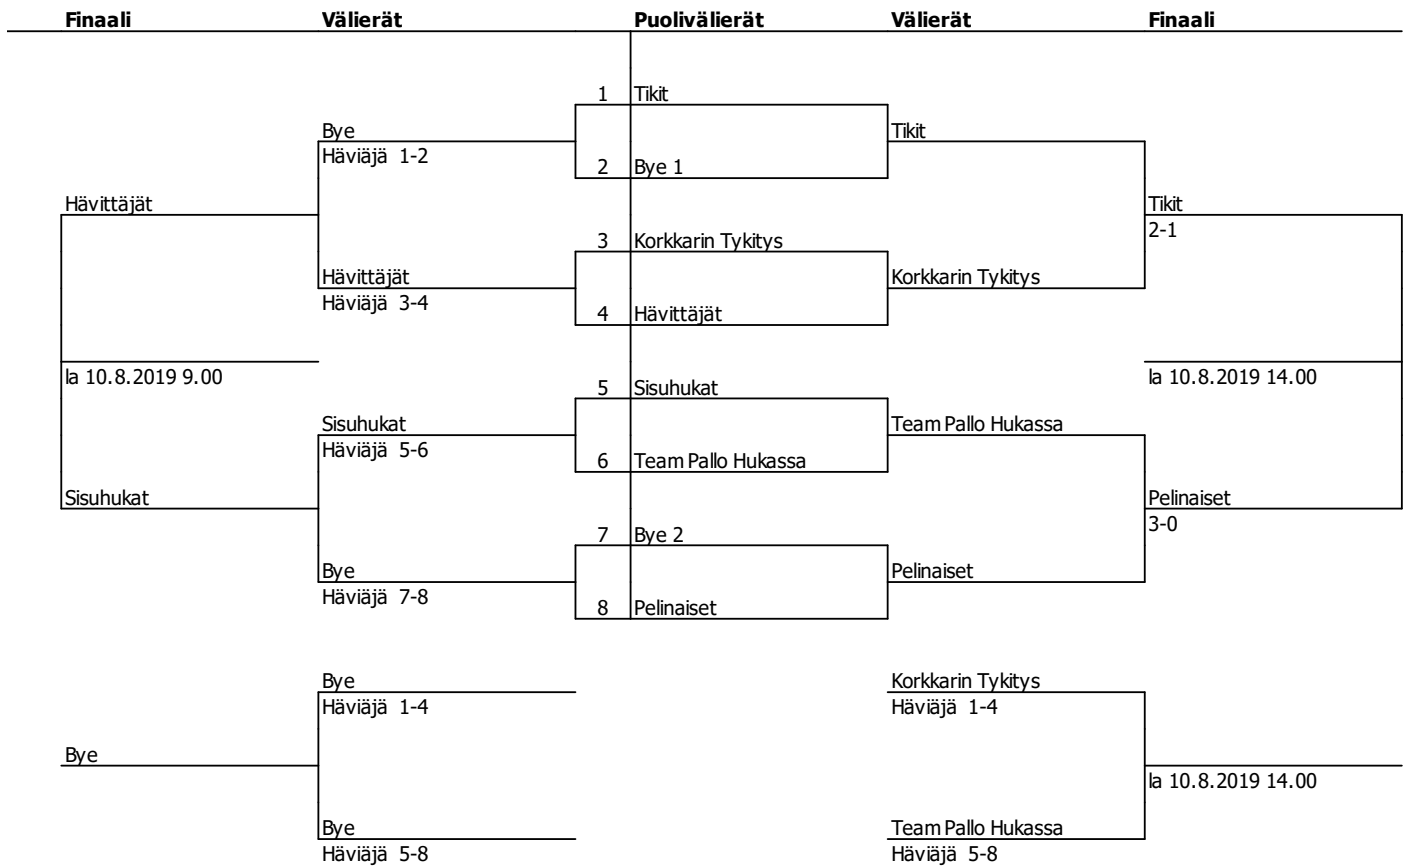 Finaali Välierät Puolivälierät Välierät Finaali
1 Tikit
Bye Tikit
Häviäjä 1-2
2 Bye 1
Hävittäjät Tikit
2-1
3 Korkkarin Tykitys
Hävittäjät Korkkarin Tykitys
Häviäjä 3-4
4 Hävittäjät
la 10.8.2019 9.00 la 10.8.2019 14.00
5 Sisuhukat
Sisuhukat Team Pallo Hukassa
Häviäjä 5-6
6 Team Pallo Hukassa
Sisuhukat Pelinaiset
3-0
7 Bye 2
Bye Pelinaiset
Häviäjä 7-8
8 Pelinaiset
Bye Korkkarin Tykitys
Häviäjä 1-4 Häviäjä 1-4
Bye
la 10.8.2019 14.00
Bye Team Pallo Hukassa
Häviäjä 5-8 Häviäjä 5-8